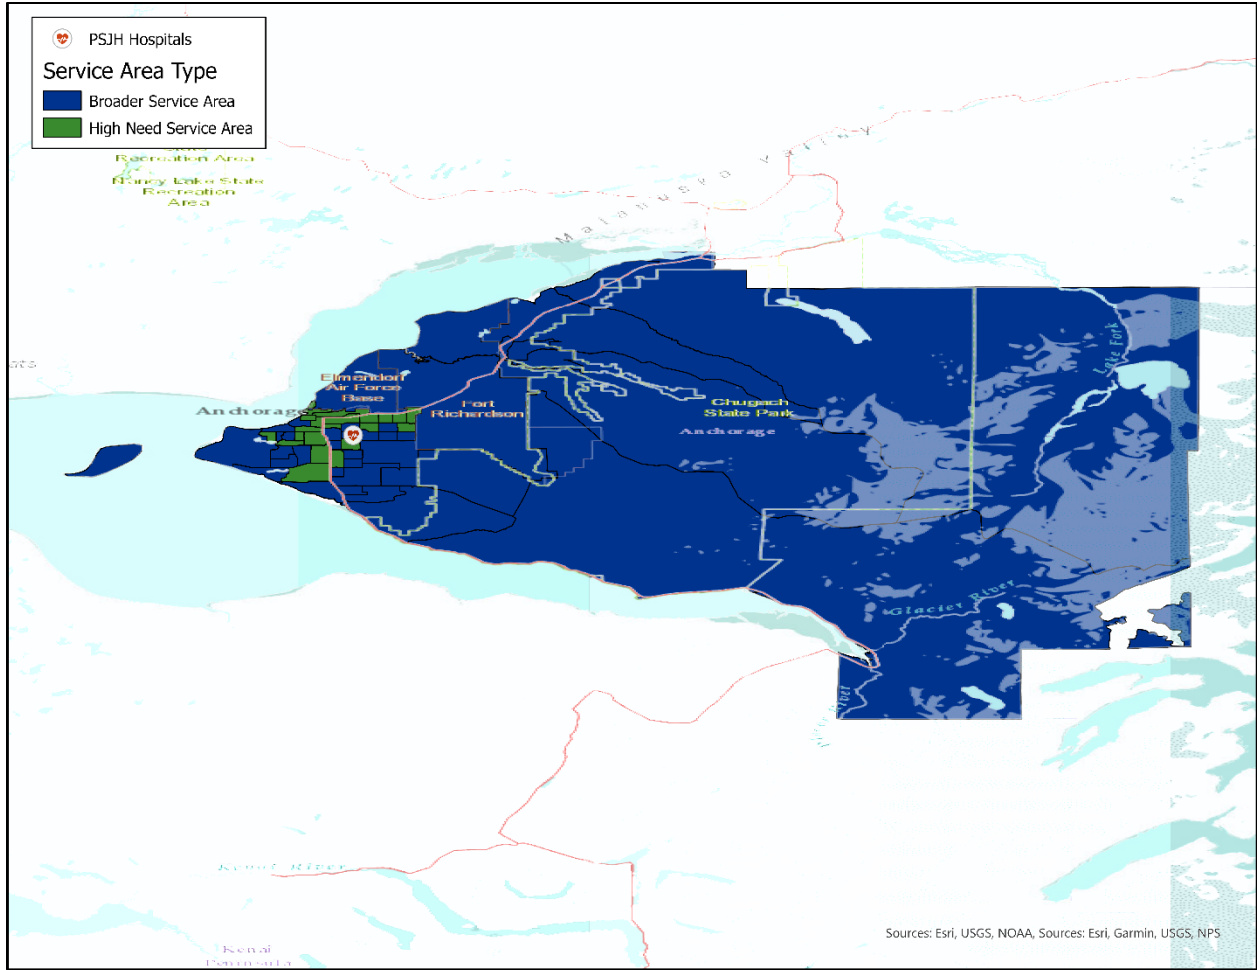 PSJH Hospitals
Service Area Type
Broader Service Area
High Need Service Area
Recreation Area
Nancy Lake State
Recreation
Area
Matanuska Valley
Lake Fork
Elmendorf
Air Force
Base
Anchorage
Fort
Richardson
Chugach
State Park
Anchorage
Glacier River
River
Kenai River
Sources: Esri, USGS, NOAA, Sources: Esri, Garmin, USGS, NPS
Kenai
Peninsula